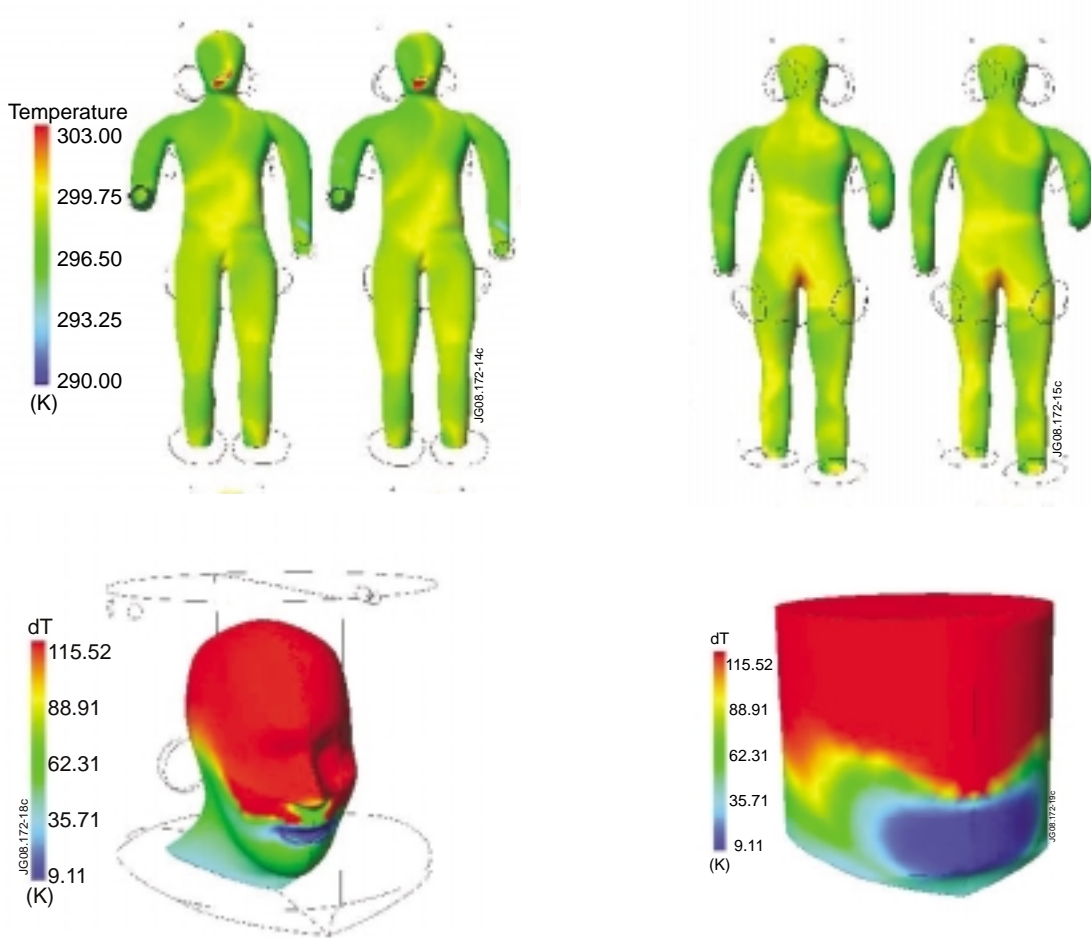 Temperature
303.00
299.75
296.50
293.25
290.00
(K)
JG08.172-14c
JG08.172-15c
dT
115.52
88.91
62.31
35.71
9.11
(K)
JG08.172-18c
dT
115.52
88.91
62.31
35.71
9.11
(K)
JG08.172-19c